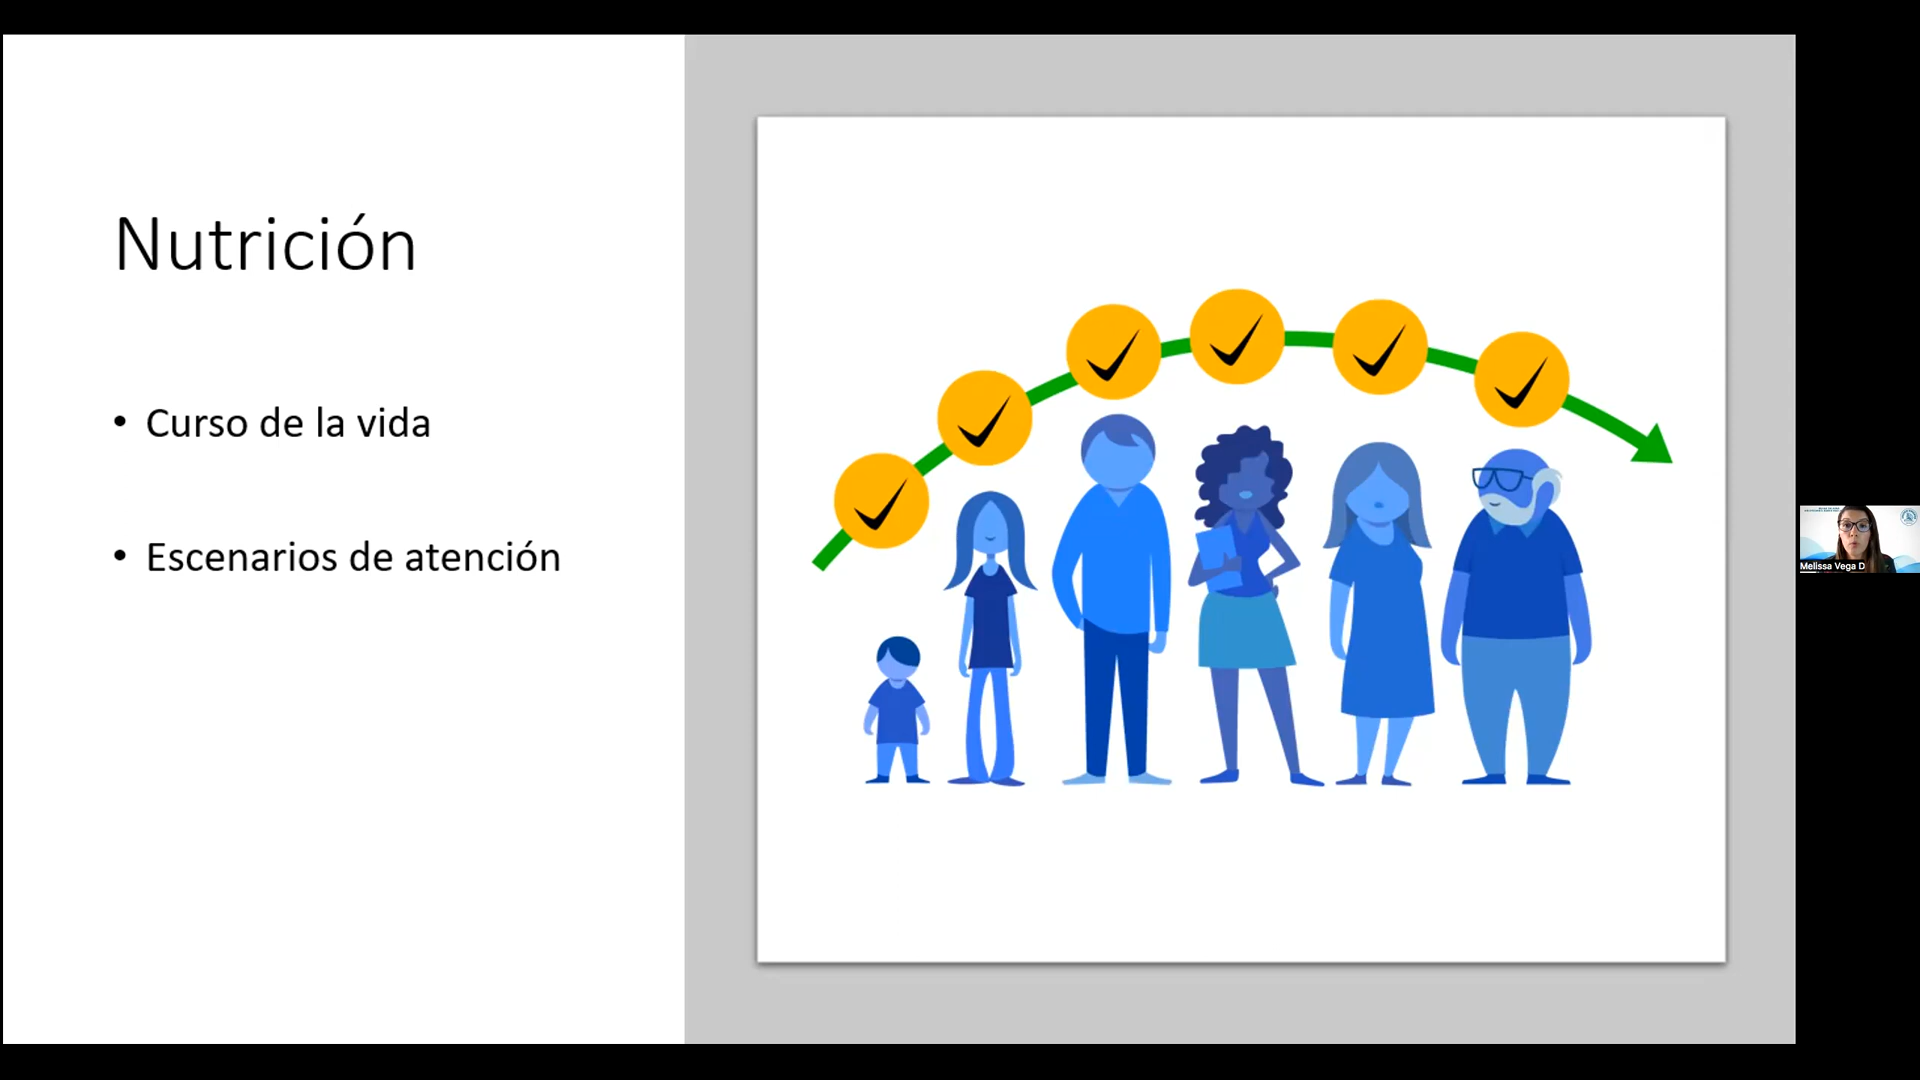 Nutrición
• Curso de la vida
• Escenarios de atención
Melissa Vega D